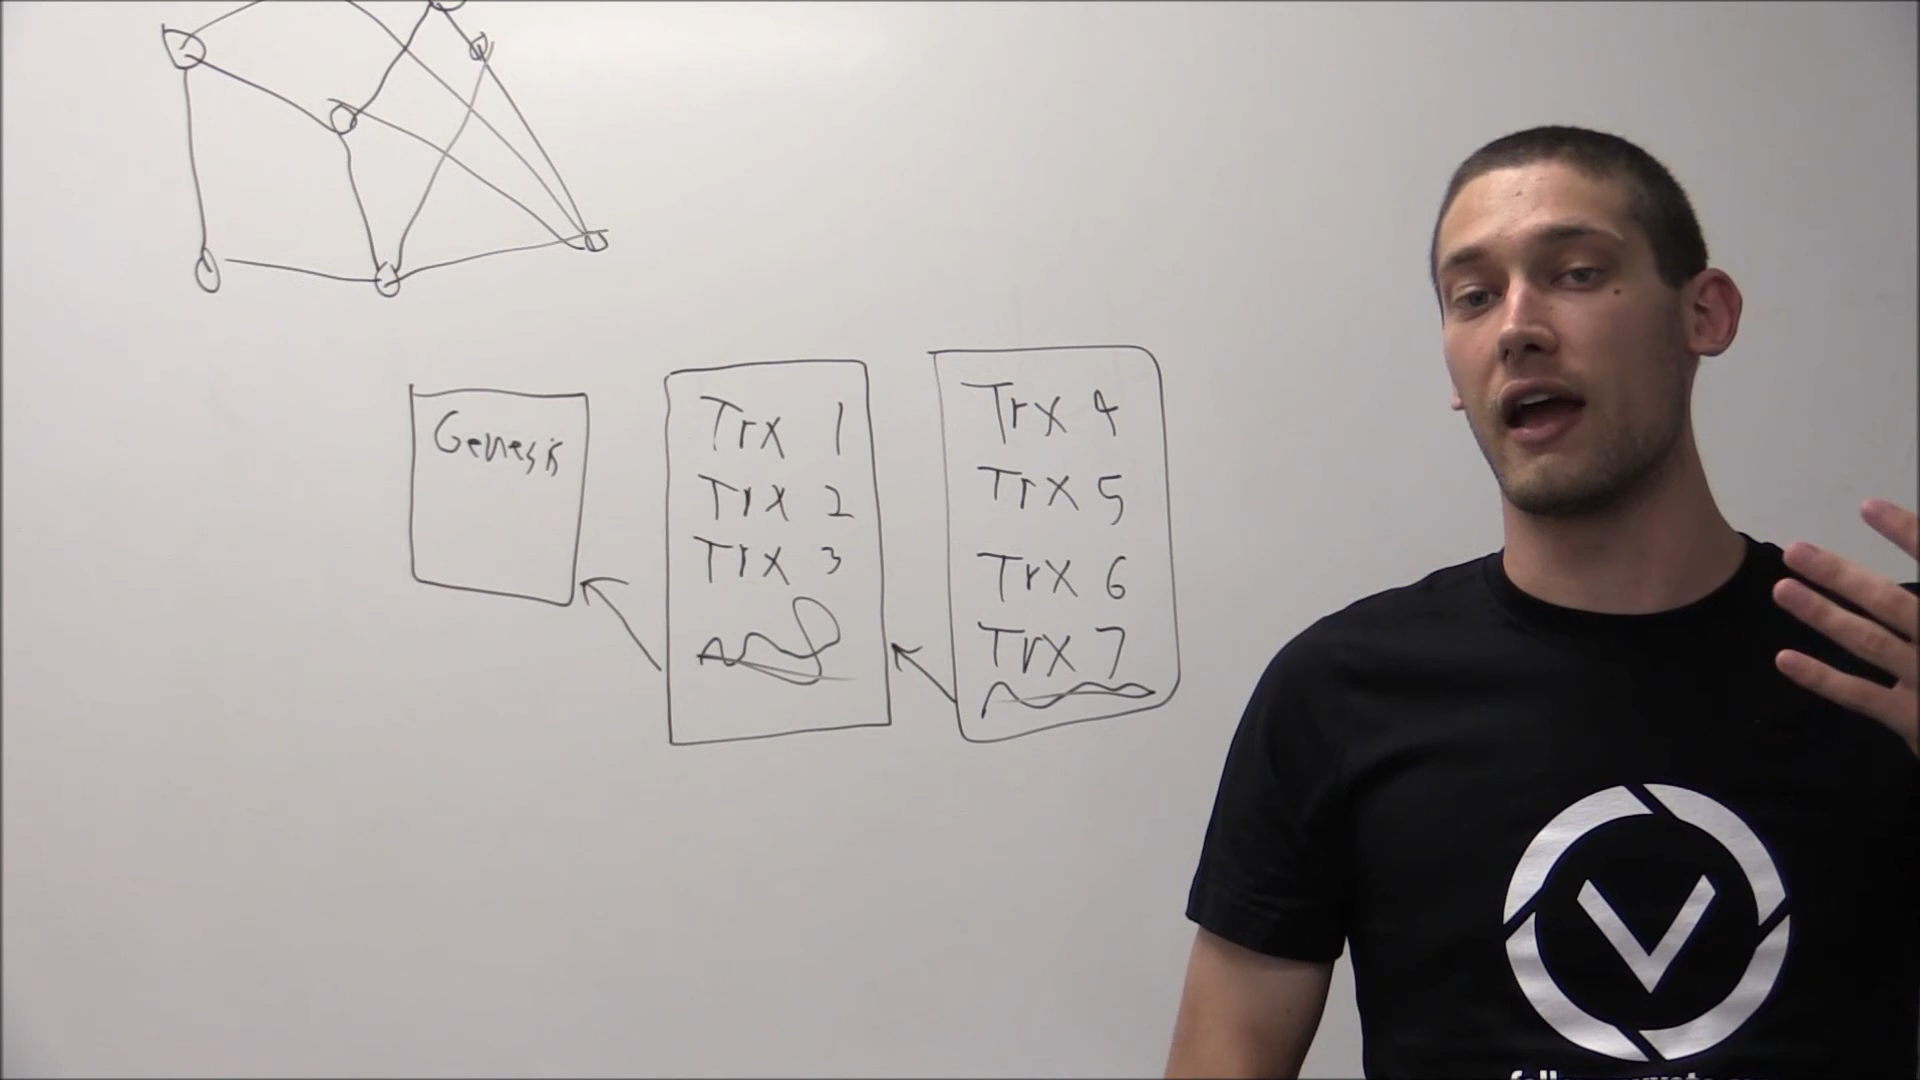 Genesis
Trx 1
Trx 2
Trx 3
Trx 4
Trx 5
Trx 6
Trx 7
V